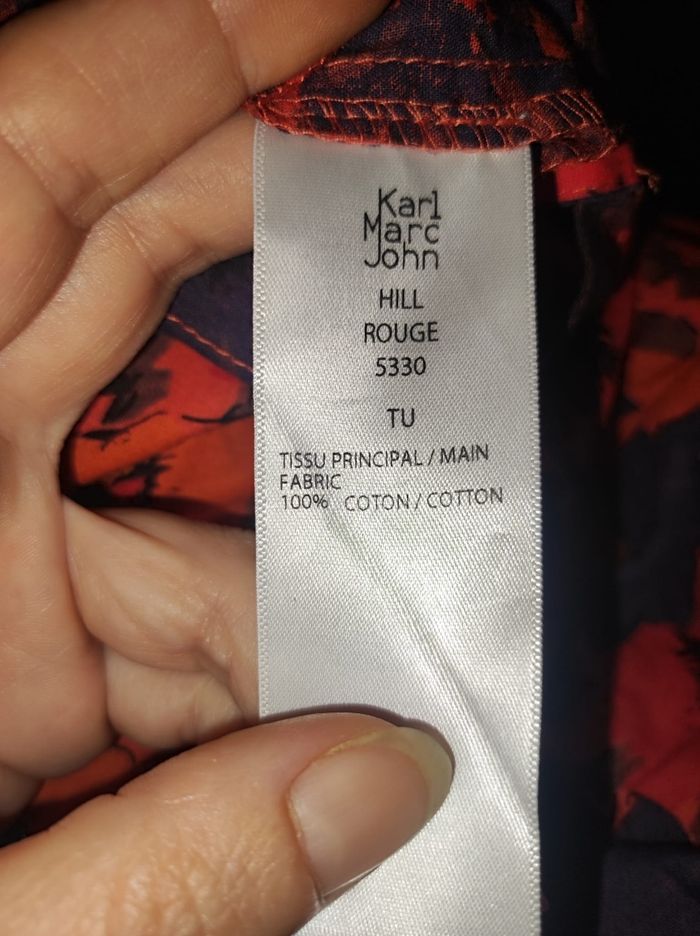 Karl
Marc
John
HILL
ROUGE
5330
TU
TISSU PRINCIPAL / MAIN
FABRIC
100% COTON / COTTON